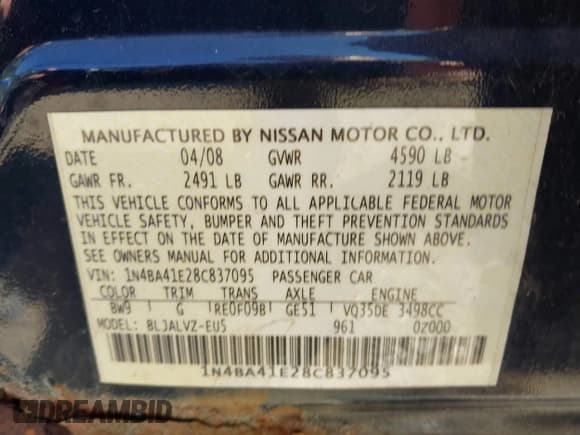 MANUFACTURED BY NISSAN MOTOR CO., LTD.
DATE 04/08 GVWR 4590 LB
GAWR FR. 2491 LB GAWR RR. 2119 LB
THIS VEHICLE CONFORMS TO ALL APPLICABLE FEDERAL MOTOR
VEHICLE SAFETY, BUMPER AND THEFT PREVENTION STANDARDS
IN EFFECT ON THE DATE OF MANUFACTURE SHOWN ABOVE.
SEE OWNERS MANUAL FOR ADDITIONAL INFORMATION.
VIN: 1N4BA41E28C837095 PASSENGER CAR
COLOR TRIM TRANS AXLE ENGINE
BW9 G RE0F09B GE51 VQ35DE 3498CC
MODEL: BLJALVZ-EU5 961 0Z000
1N4BA41E28C837095
DREAMBID